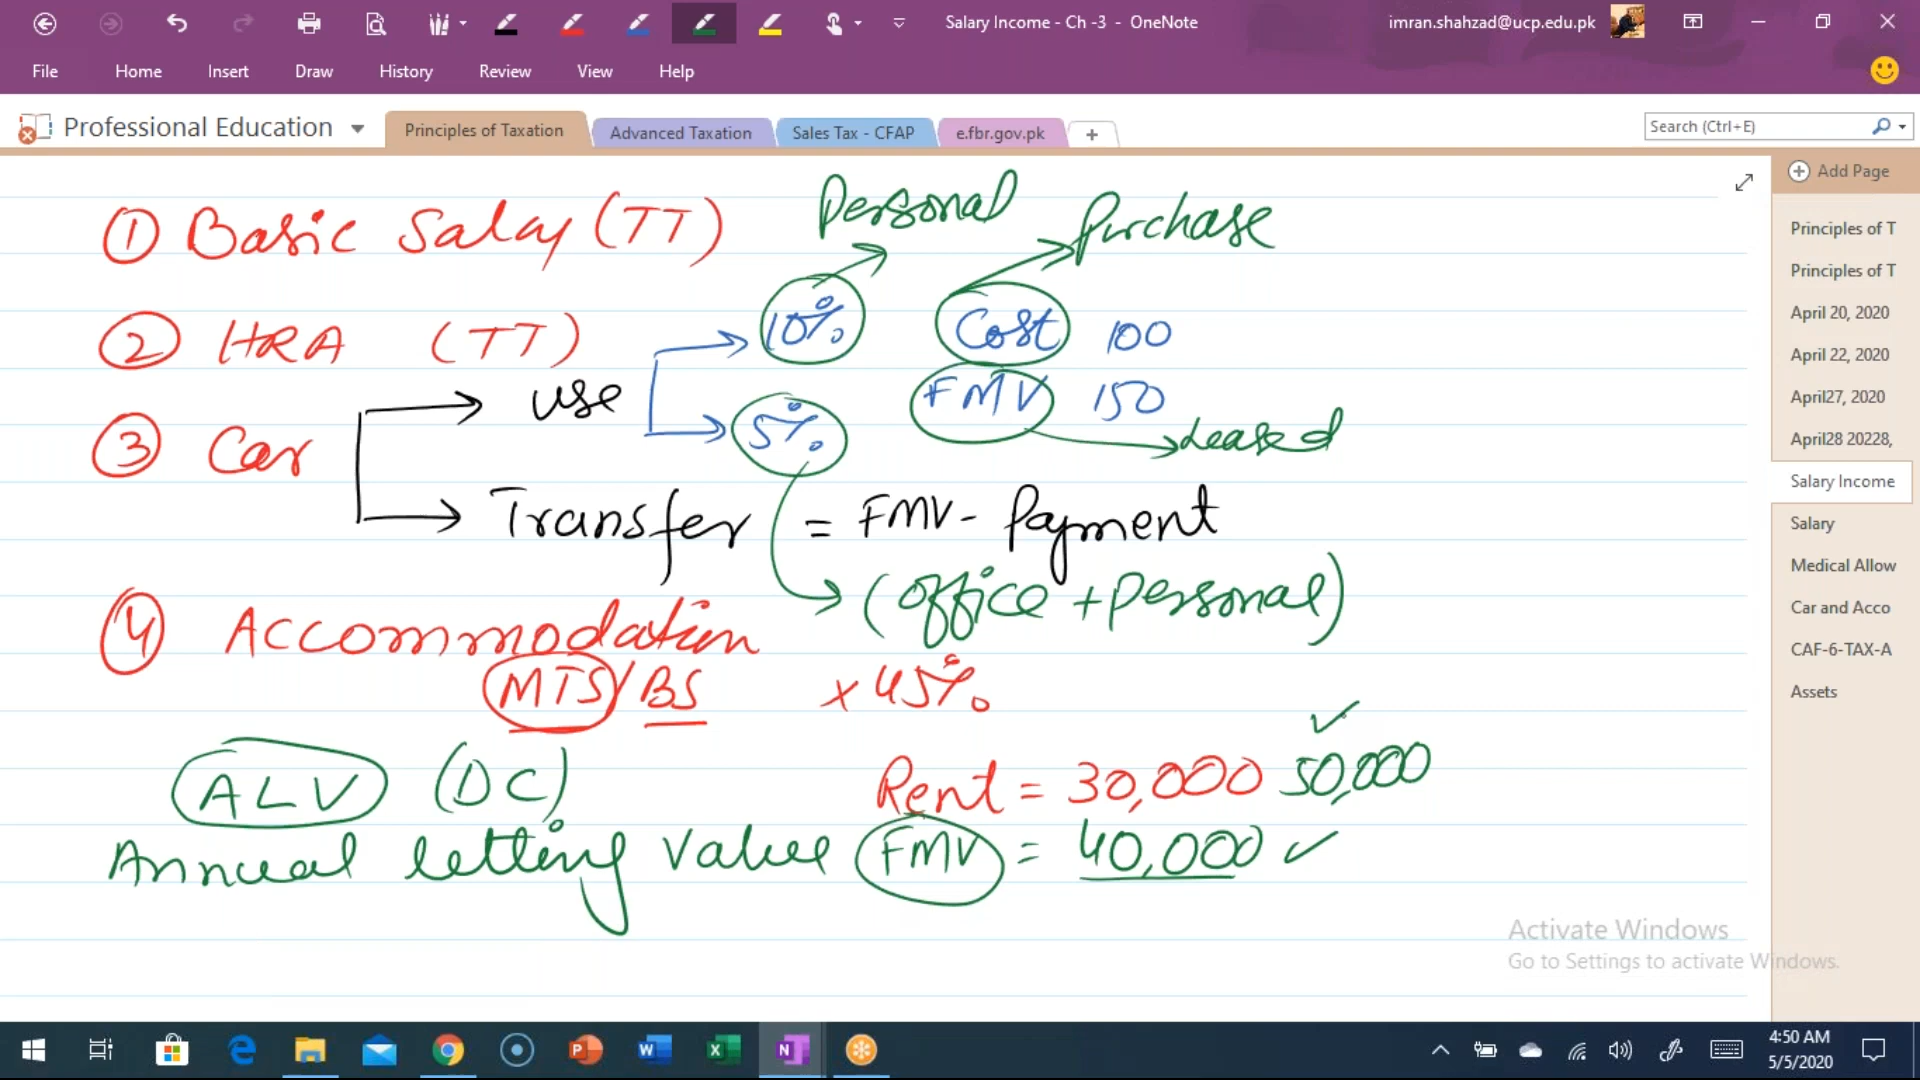 Salary Income - Ch -3 - OneNote
imran.shahzad@ucp.edu.pk
File Home Insert Draw History Review View Help
Professional Education
Principles of Taxation
Advanced Taxation
Sales Tax - CFAP
e.fbr.gov.pk
Search (Ctrl+E)
Add Page
Principles of T
Principles of T
April 20, 2020
April 22, 2020
April27, 2020
April28 20228,
Salary Income
Salary
Medical Allow
Car and Acco
CAF-6-TAX-A
Assets
Personal
Purchase
① Basic Salay (TT)
② HRA (TT)
10%
Cost 100
use
FMV 150
③ Car
5%
Leased
Transfer = FMV - Payment
(office + personal)
④ Accommodation
MTS/BS x 45%
ALV (DC)
Rent = 30,000 50,000
Annual letting Value FMV = 40,000
Activate Windows
Go to Settings to activate Windows.
4:50 AM
5/5/2020